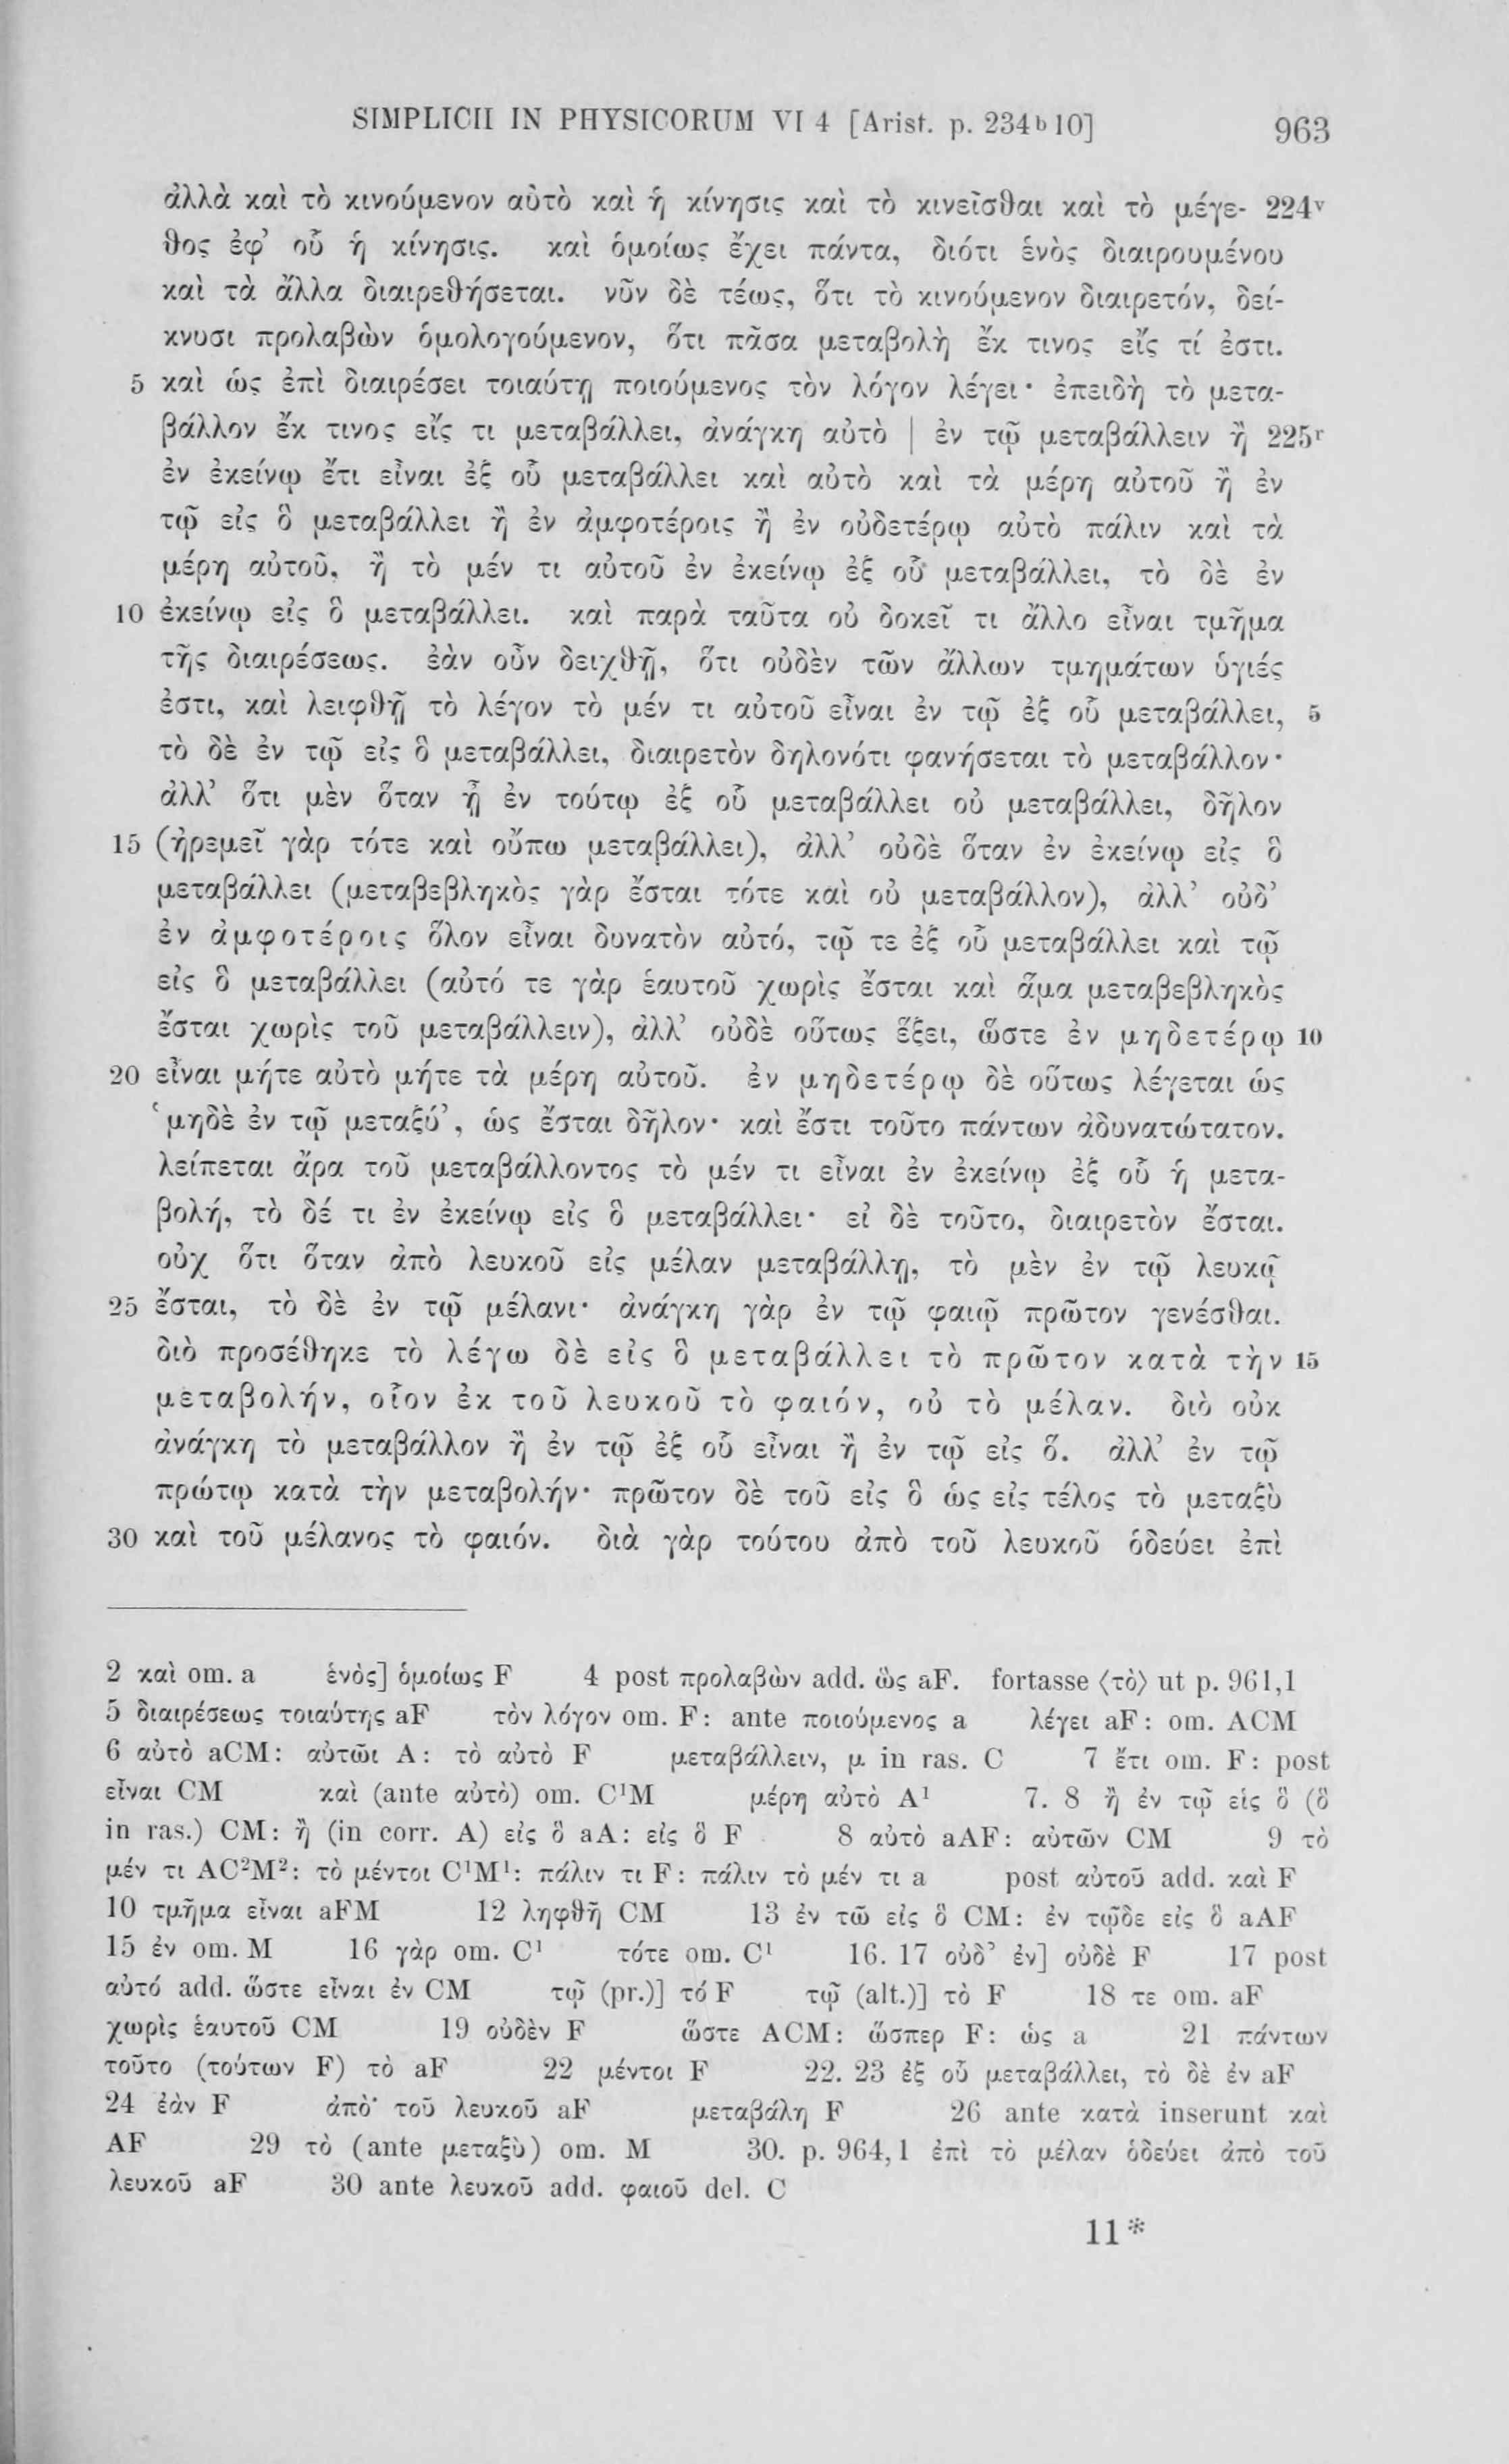 SIMPLICII IN PHYSICORUM VI 4 [Arist. p. 234b10] 963
ἀλλὰ καὶ τὸ κινούμενον αὐτὸ καὶ ἡ κίνησις καὶ τὸ κινεῖσθαι καὶ τὸ μέγε- 224v
θος ἐφ’ οὗ ἡ κίνησις. καὶ ὁμοίως ἔχει πάντα, διότι ἑνὸς διαιρουμένου
καὶ τὰ ἄλλα διαιρεθήσεται. νῦν δὲ τέως, ὅτι τὸ κινούμενον διαιρετόν, δεί-
κνυσι προλαβὼν ὁμολογούμενον, ὅτι πᾶσα μεταβολὴ ἔκ τινος εἴς τί ἐστι.
5 καὶ ὡς ἐπὶ διαιρέσει τοιαύτῃ ποιούμενος τὸν λόγον λέγει· ἐπειδὴ τὸ μετα-
βάλλον ἔκ τινος εἴς τι μεταβάλλει, ἀνάγκη αὐτὸ | ἐν τῷ μεταβάλλειν ἢ 225r
ἐν ἐκείνῳ ἔτι εἶναι ἐξ οὗ μεταβάλλει καὶ αὐτὸ καὶ τὰ μέρη αὐτοῦ ἢ ἐν
τῷ εἰς ὃ μεταβάλλει ἢ ἐν ἀμφοτέροις ἢ ἐν οὐδετέρῳ αὐτὸ πάλιν καὶ τὰ
μέρη αὐτοῦ, ἢ τὸ μέν τι αὐτοῦ ἐν ἐκείνῳ ἐξ οὗ μεταβάλλει, τὸ δὲ ἐν
10 ἐκείνῳ εἰς ὃ μεταβάλλει. καὶ παρὰ ταῦτα οὐ δοκεῖ τι ἄλλο εἶναι τμῆμα
τῆς διαιρέσεως. ἐὰν οὖν δειχθῇ, ὅτι οὐδὲν τῶν ἄλλων τμημάτων ὑγιές
ἐστι, καὶ λειφθῇ τὸ λέγον τὸ μέν τι αὐτοῦ εἶναι ἐν τῷ ἐξ οὗ μεταβάλλει, 5
τὸ δὲ ἐν τῷ εἰς ὃ μεταβάλλει, διαιρετὸν δηλονότι φανήσεται τὸ μεταβάλλον·
ἀλλ’ ὅτι μὲν ὅταν ᾖ ἐν τούτῳ ἐξ οὗ μεταβάλλει οὐ μεταβάλλει, δῆλον
15 (ἠρεμεῖ γὰρ τότε καὶ οὔπω μεταβάλλει), ἀλλ’ οὐδὲ ὅταν ἐν ἐκείνῳ εἰς ὃ
μεταβάλλει (μεταβεβληκὸς γὰρ ἔσται τότε καὶ οὐ μεταβάλλον), ἀλλ’ οὐδ’
ἐν ἀμφοτέροις ὅλον εἶναι δυνατὸν αὐτό, τῷ τε ἐξ οὗ μεταβάλλει καὶ τῷ
εἰς ὃ μεταβάλλει (αὐτό τε γὰρ ἑαυτοῦ χωρὶς ἔσται καὶ ἅμα μεταβεβληκὸς
ἔσται χωρὶς τοῦ μεταβάλλειν), ἀλλ’ οὐδὲ οὕτως ἕξει, ὥστε ἐν μηδετέρῳ 10
20 εἶναι μήτε αὐτὸ μήτε τὰ μέρη αὐτοῦ. ἐν μηδετέρῳ δὲ οὕτως λέγεται ὡς
‘μηδὲ ἐν τῷ μεταξύ’, ὡς ἔσται δῆλον· καὶ ἔστι τοῦτο πάντων ἀδυνατώτατον.
λείπεται ἄρα τοῦ μεταβάλλοντος τὸ μέν τι εἶναι ἐν ἐκείνῳ ἐξ οὗ ἡ μετα-
βολή, τὸ δέ τι ἐν ἐκείνῳ εἰς ὃ μεταβάλλει· εἰ δὲ τοῦτο, διαιρετὸν ἔσται.
οὐχ ὅτι ὅταν ἀπὸ λευκοῦ εἰς μέλαν μεταβάλλῃ, τὸ μὲν ἐν τῷ λευκῷ
25 ἔσται, τὸ δὲ ἐν τῷ μέλανι· ἀνάγκη γὰρ ἐν τῷ φαιῷ πρῶτον γενέσθαι.
διὸ προσέθηκε τὸ λέγω δὲ εἰς ὃ μεταβάλλει τὸ πρῶτον κατὰ τὴν 15
μεταβολήν, οἷον ἐκ τοῦ λευκοῦ τὸ φαιόν, οὐ τὸ μέλαν. διὸ οὐκ
ἀνάγκη τὸ μεταβάλλον ἢ ἐν τῷ ἐξ οὗ εἶναι ἢ ἐν τῷ εἰς ὅ. ἀλλ’ ἐν τῷ
πρώτῳ κατὰ τὴν μεταβολήν· πρῶτον δὲ τοῦ εἰς ὃ ὡς εἰς τέλος τὸ μεταξὺ
30 καὶ τοῦ μέλανος τὸ φαιόν. διὰ γὰρ τούτου ἀπὸ τοῦ λευκοῦ ὁδεύει ἐπὶ
2 καὶ om. a ἑνὸς] ὁμοίως F 4 post προλαβὼν add. ὡς aF. fortasse ⟨τὸ⟩ ut p. 961,1
5 διαιρέσεως τοιαύτης aF τὸν λόγον om. F: ante ποιούμενος a λέγει aF: om. ACM
6 αὐτὸ aCM: αὐτῶι A: τὸ αὐτὸ F μεταβάλλειν, μ in ras. C 7 ἔτι om. F: post
εἶναι CM καὶ (ante αὐτὸ) om. C¹M μέρη αὐτὸ A¹ 7. 8 ἢ ἐν τῷ εἰς ὃ (ὃ
in ras.) CM: ἢ (in corr. A) εἰς ὃ aA: εἰς ὃ F 8 αὐτὸ aAF: αὐτῶν CM 9 τὸ
μέν τι AC²M²: τὸ μέντοι C¹M¹: πάλιν τι F: πάλιν τὸ μέν τι a post αὐτοῦ add. καὶ F
10 τμῆμα εἶναι aFM 12 ληφθῆ CM 13 ἐν τῶ εἰς ὃ CM: ἐν τῷδε εἰς ὃ aAF
15 ἐν om. M 16 γὰρ om. C¹ τότε om. C¹ 16. 17 οὐδ’ ἐν] οὐδὲ F 17 post
αὐτό add. ὥστε εἶναι ἐν CM τῷ (pr.)] τό F τῷ (alt.)] τὸ F 18 τε om. aF
χωρὶς ἑαυτοῦ CM 19 οὐδὲν F ὥστε ACM: ὥσπερ F: ὡς a 21 πάντων
τοῦτο (τούτων F) τὸ aF 22 μέντοι F 22. 23 ἐξ οὗ μεταβάλλει, τὸ δὲ ἐν aF
24 ἐὰν F ἀπὸ τοῦ λευκοῦ aF μεταβάλη F 26 ante κατὰ inserunt καὶ
AF 29 τὸ (ante μεταξὺ) om. M 30. p. 964,1 ἐπὶ τὸ μέλαν ὁδεύει ἀπὸ τοῦ
λευκοῦ aF 30 ante λευκοῦ add. φαιοῦ del. C
11*